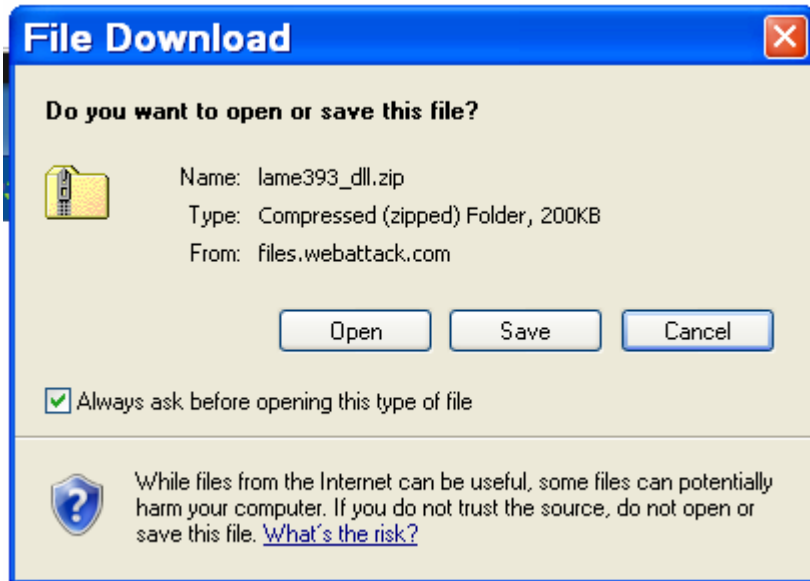 File Download
Do you want to open or save this file?
Name: lame393_dll.zip
Type: Compressed (zipped) Folder, 200KB
From: files.webattack.com
Open Save Cancel
Always ask before opening this type of file
While files from the Internet can be useful, some files can potentially
harm your computer. If you do not trust the source, do not open or
save this file. What's the risk?